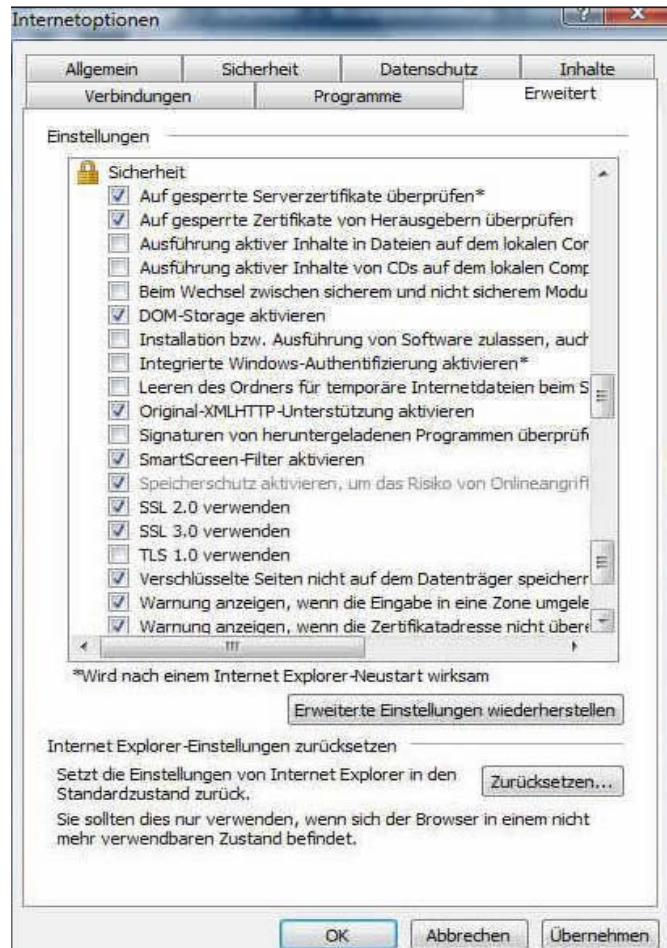 Internetoptionen
Allgemein Sicherheit Datenschutz Inhalte
Verbindungen Programme Erweitert
Einstellungen
Sicherheit
Auf gesperrte Serverzertifikate überprüfen*
Auf gesperrte Zertifikate von Herausgebern überprüfen
Ausführung aktiver Inhalte in Dateien auf dem lokalen Com
Ausführung aktiver Inhalte von CDs auf dem lokalen Comp
Beim Wechsel zwischen sicherem und nicht sicherem Modu
DOM-Storage aktivieren
Installation bzw. Ausführung von Software zulassen, auch
Integrierte Windows-Authentifizierung aktivieren*
Leeren des Ordners für temporäre Internetdateien beim S
Original-XMLHTTP-Unterstützung aktivieren
Signaturen von heruntergeladenen Programmen überprüfe
SmartScreen-Filter aktivieren
Speicherschutz aktivieren, um das Risiko von Onlineangriff
SSL 2.0 verwenden
SSL 3.0 verwenden
TLS 1.0 verwenden
Verschlüsselte Seiten nicht auf dem Datenträger speichern
Warnung anzeigen, wenn die Eingabe in eine Zone umgele
Warnung anzeigen, wenn die Zertifikatadresse nicht übere
*Wird nach einem Internet Explorer-Neustart wirksam
Erweiterte Einstellungen wiederherstellen
Internet Explorer-Einstellungen zurücksetzen
Setzt die Einstellungen von Internet Explorer in den
Standardzustand zurück.
Zurücksetzen...
Sie sollten dies nur verwenden, wenn sich der Browser in einem nicht
mehr verwendbaren Zustand befindet.
OK Abbrechen Übernehmen